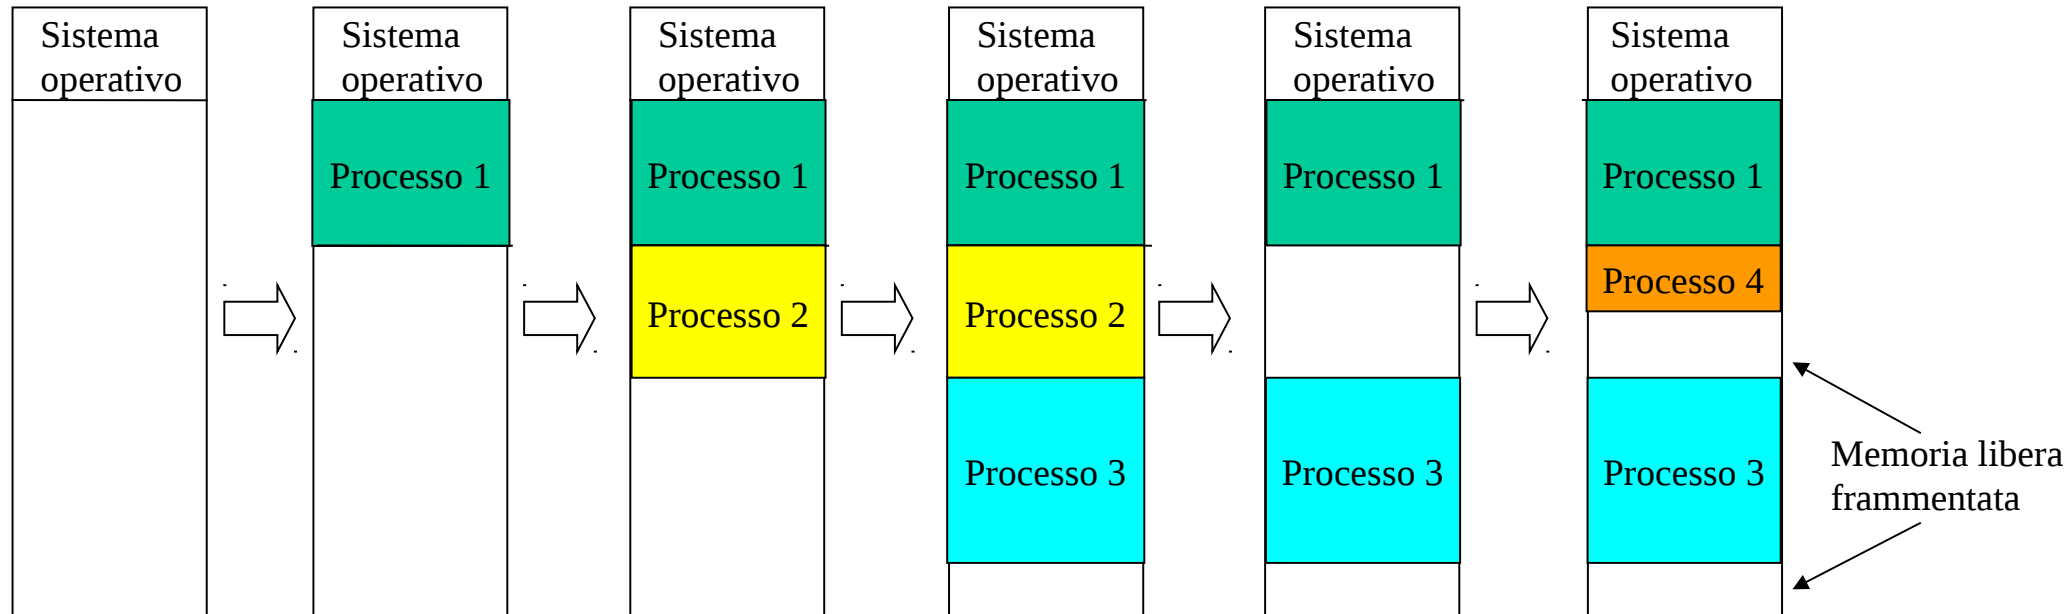 Sistema
operativo
Sistema
operativo
Processo 1
Sistema
operativo
Processo 1
Processo 2
Sistema
operativo
Processo 1
Processo 2
Processo 3
Sistema
operativo
Processo 1
Processo 3
Sistema
operativo
Processo 1
Processo 4
Processo 3
Memoria libera
frammentata